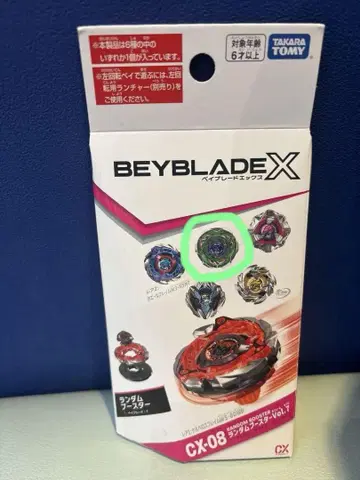 ※本製品は6種の中の
いずれか1個が入っています。
※左回転ベイで遊ぶには、左回
転用ランチャー(別売り)を
ご使用ください。
対象年齢
6才以上
TAKARA
TOMY
BEYBLADE X
ベイブレードエックス
ランダム
ブースター
CX-08
RANDOM BOOSTER
ランダムブースターVol.7
CX